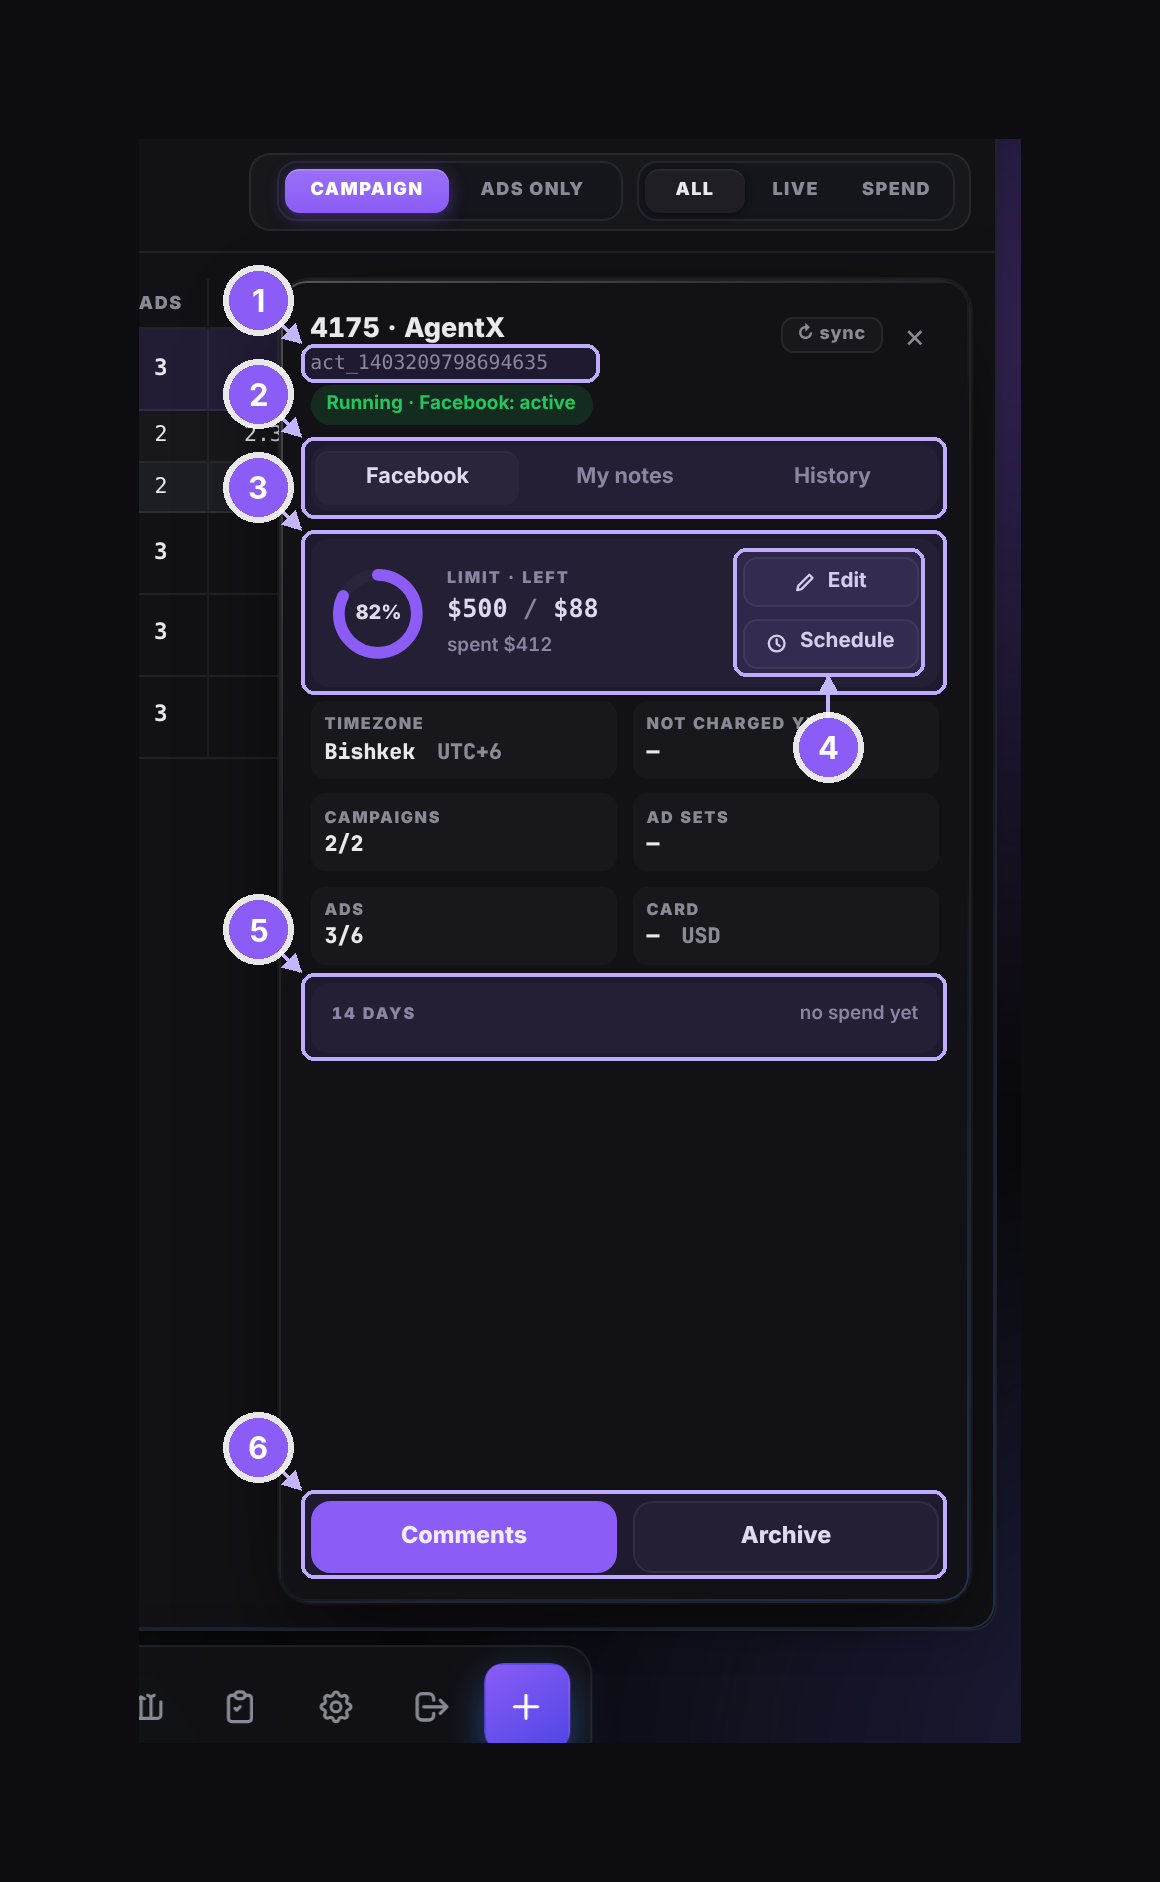 CAMPAIGN ADS ONLY ALL LIVE SPEND
ADS
1
4175 · AgentX
sync
act_1403209798694635
Running · Facebook: active
3
2
2
2
3
3
3
3
Facebook My notes History
82%
LIMIT · LEFT
$500 / $88
spent $412
Edit
Schedule
4
TIMEZONE
Bishkek UTC+6
NOT CHARGED
–
CAMPAIGNS
2/2
AD SETS
–
ADS
3/6
CARD
– USD
5
14 DAYS no spend yet
6
Comments Archive